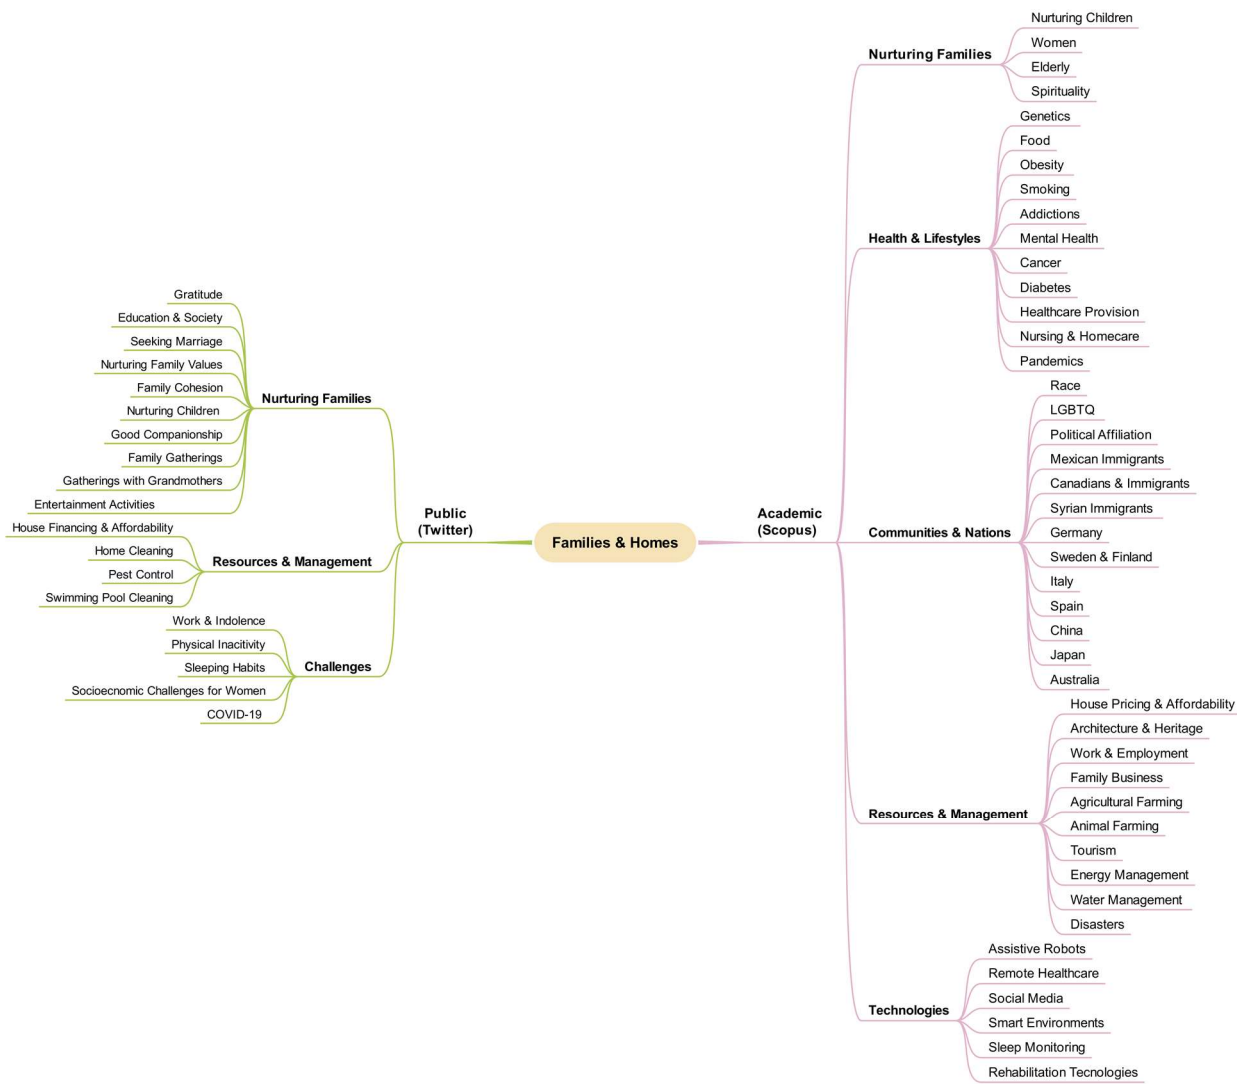 Families & Homes
Public
(Twitter)
Nurturing Families
Gratitude
Education & Society
Seeking Marriage
Nurturing Family Values
Family Cohesion
Nurturing Children
Good Companionship
Family Gatherings
Gatherings with Grandmothers
Entertainment Activities
Resources & Management
House Financing & Affordability
Home Cleaning
Pest Control
Swimming Pool Cleaning
Challenges
Work & Indolence
Physical Inacitivity
Sleeping Habits
Socioecnomic Challenges for Women
COVID-19
Academic
(Scopus)
Nurturing Families
Nurturing Children
Women
Elderly
Spirituality
Health & Lifestyles
Genetics
Food
Obesity
Smoking
Addictions
Mental Health
Cancer
Diabetes
Healthcare Provision
Nursing & Homecare
Pandemics
Communities & Nations
Race
LGBTQ
Political Affiliation
Mexican Immigrants
Canadians & Immigrants
Syrian Immigrants
Germany
Sweden & Finland
Italy
Spain
China
Japan
Australia
Resources & Management
House Pricing & Affordability
Architecture & Heritage
Work & Employment
Family Business
Agricultural Farming
Animal Farming
Tourism
Energy Management
Water Management
Disasters
Technologies
Assistive Robots
Remote Healthcare
Social Media
Smart Environments
Sleep Monitoring
Rehabilitation Tecnologies